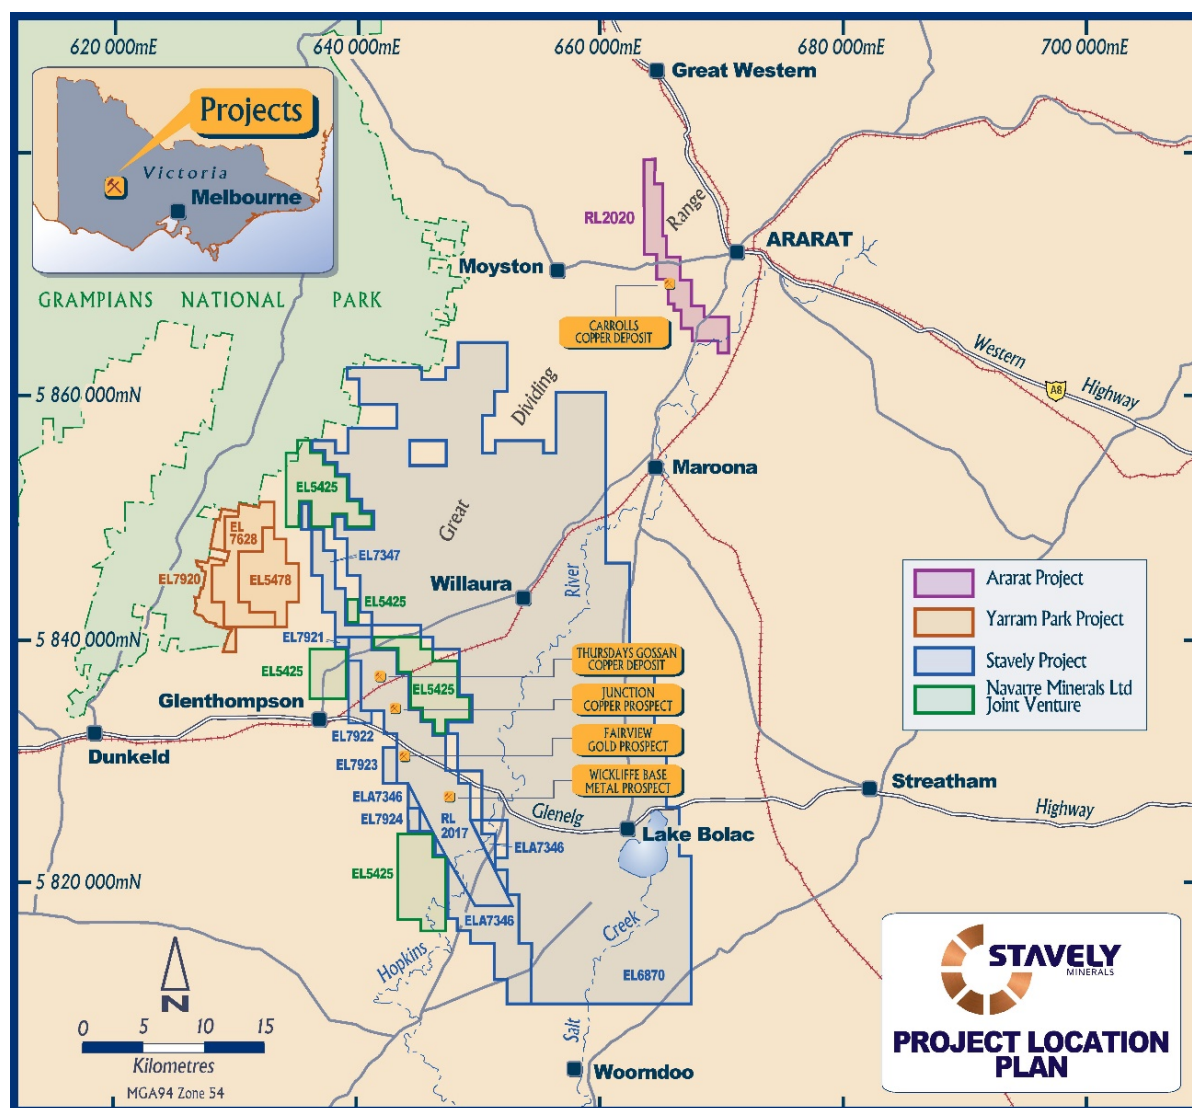 620 000mE
640 000mE
660 000mE
680 000mE
700 000mE
Great Western
Projects
Victoria
Melbourne
RL2020
Range
ARARAT
Moyston
GRAMPIANS NATIONAL PARK
CARROLLS
COPPER DEPOSIT
Western
Highway
A8
5 860 000mN
Dividing
Maroona
EL5425
Great
EL
7628
EL7347
EL7920
EL5478
Willaura
River
EL5425
Ararat Project
Yarram Park Project
Stavely Project
Navarre Minerals Ltd
Joint Venture
5 840 000mN
EL7921
THURSDAYS GOSSAN
COPPER DEPOSIT
EL5425
EL5425
JUNCTION
COPPER PROSPECT
Glenthompson
EL7922
FAIRVIEW
GOLD PROSPECT
Dunkeld
EL7923
WICKLIFFE BASE
METAL PROSPECT
Streatham
ELA7346
EL7924
RL
2017
Glenelg
Highway
Lake Bolac
ELA7346
EL5425
5 820 000mN
ELA7346
Creek
Hopkins
EL6870
STAVELY
MINERALS
PROJECT LOCATION
PLAN
N
0 5 10 15
Kilometres
MGA94 Zone 54
Salt
Woorndoo